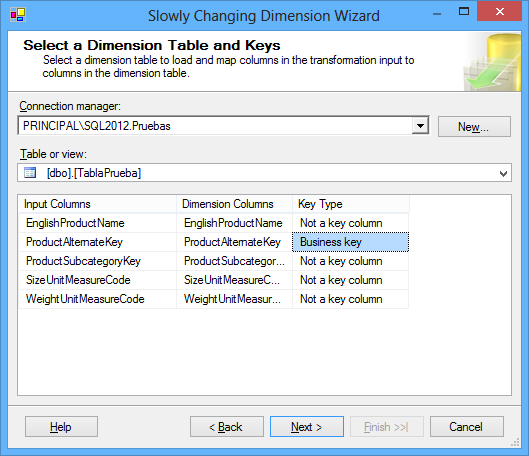 Slowly Changing Dimension Wizard
Select a Dimension Table and Keys
Select a dimension table to load and map columns in the transformation input to
columns in the dimension table.
Connection manager:
PRINCIPAL\SQL2012.Pruebas
New...
Table or view:
[dbo].[TablaPrueba]
Input Columns Dimension Columns Key Type
EnglishProductName EnglishProductName Not a key column
ProductAlternateKey ProductAlternateKey Business key
ProductSubcategoryKey ProductSubcategor... Not a key column
SizeUnitMeasureCode SizeUnitMeasureC... Not a key column
WeightUnitMeasureCode WeightUnitMeasur... Not a key column
Help < Back Next > Finish >>| Cancel